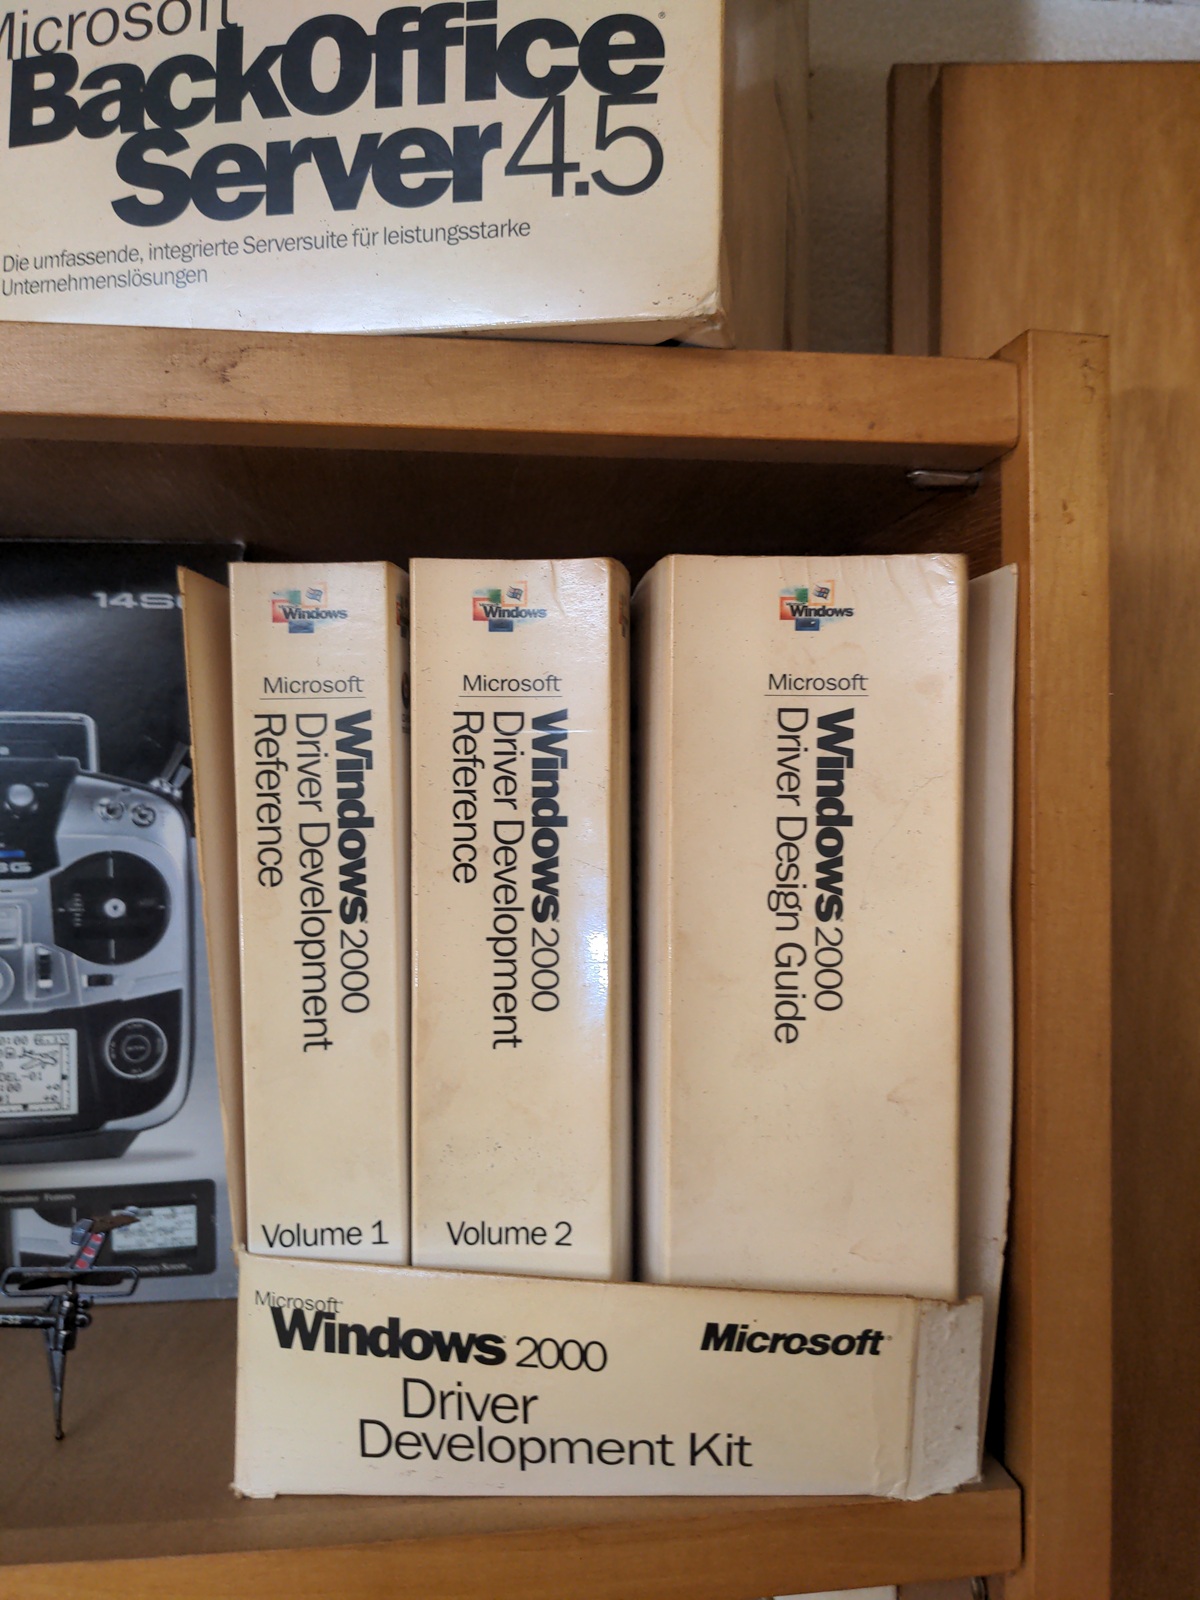 Microsoft
BackOffice®
Server 4.5
Die umfassende, integrierte Serversuite für leistungsstarke
Unternehmenslösungen
14S
Windows
Microsoft
Windows 2000
Driver Development
Reference
Volume 1
Windows
Microsoft
Windows 2000
Driver Development
Reference
Volume 2
Windows
Microsoft
Windows 2000
Driver Design Guide
Microsoft®
Windows 2000
Driver
Development Kit
Microsoft®